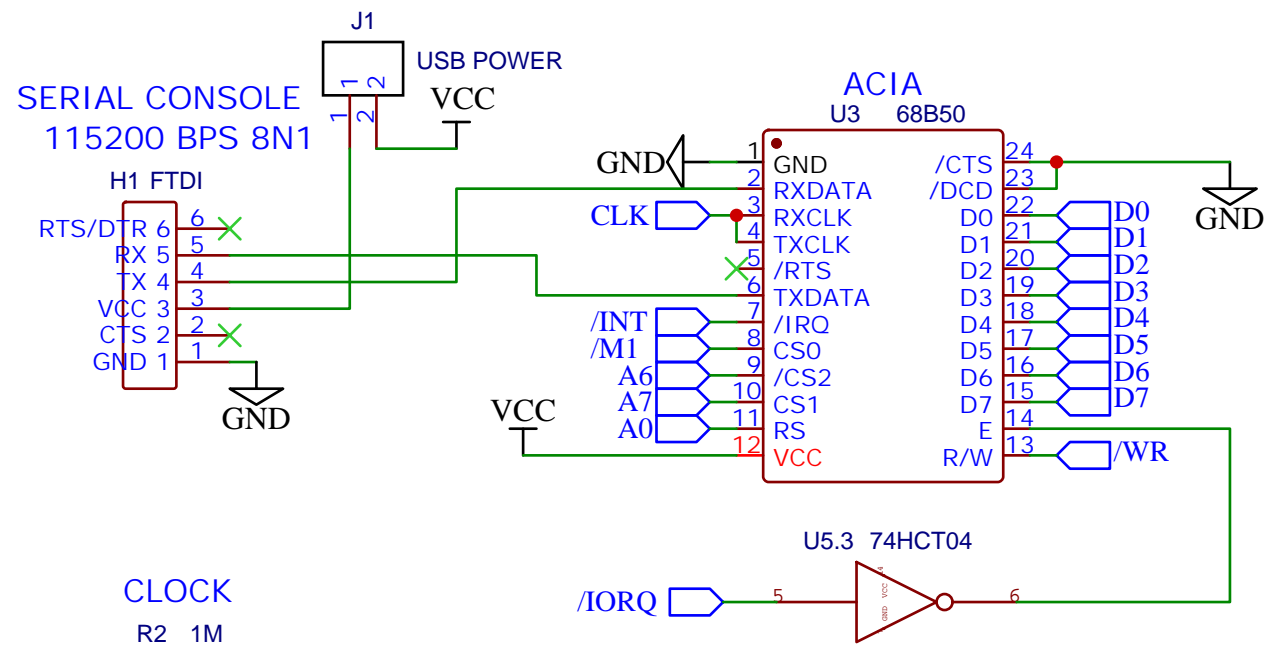 J1
USB POWER
1 2
1 2
VCC
SERIAL CONSOLE
115200 BPS 8N1
H1 FTDI
RTS/DTR 6 6
RX 5 5
TX 4 4
VCC 3 3
CTS 2 2
GND 1 1
GND
ACIA
U3 68B50
GND 1 GND
2 RXDATA
CLK 3 RXCLK
4 TXCLK
5 /RTS
6 TXDATA
/INT 7 /IRQ
/M1 8 CS0
A6 9 /CS2
A7 10 CS1
A0 11 RS
VCC 12 VCC
/CTS 24
/DCD 23
GND
D0 22 D0
D1 21 D1
D2 20 D2
D3 19 D3
D4 18 D4
D5 17 D5
D6 16 D6
D7 15 D7
E 14
R/W 13 /WR
U5.3 74HCT04
/IORQ 5 6
GND VCC 14
CLOCK
R2 1M